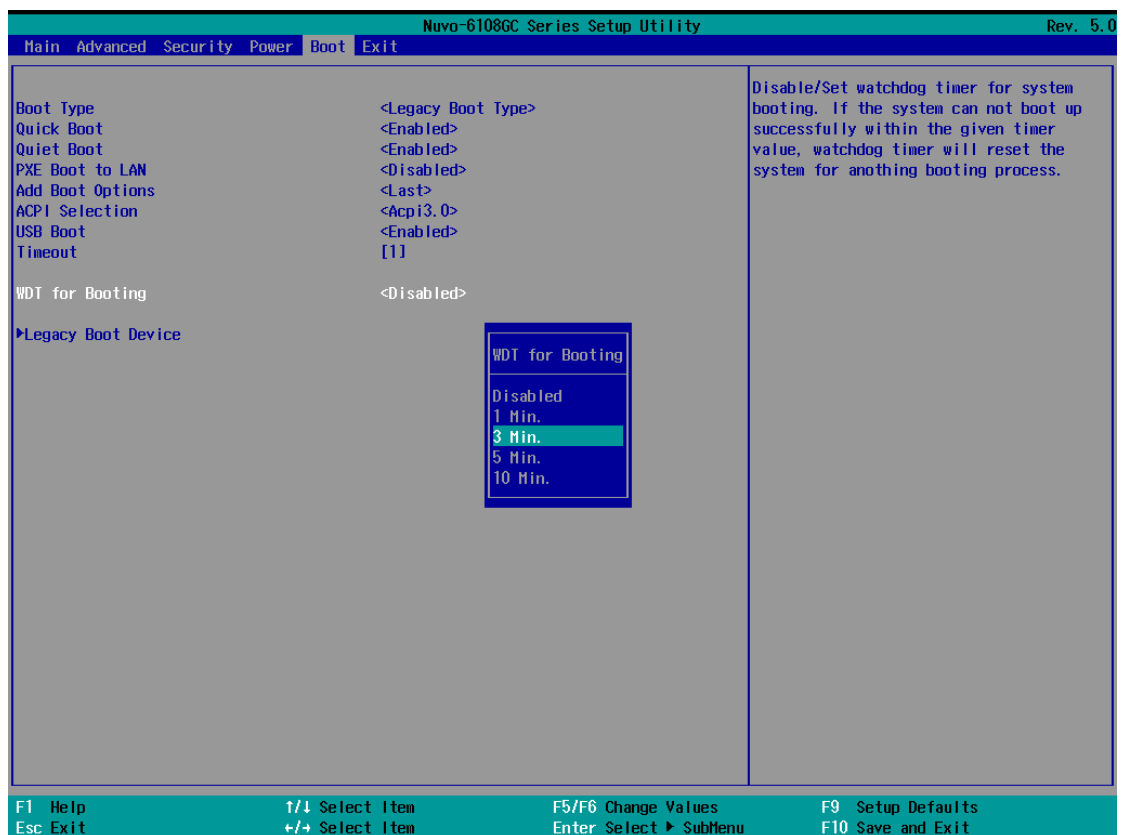 Nuvo-6108GC Series Setup Utility Rev. 5.0
Main Advanced Security Power Boot Exit
Boot Type <Legacy Boot Type>
Quick Boot <Enabled>
Quiet Boot <Enabled>
PXE Boot to LAN <Disabled>
Add Boot Options <Last>
ACPI Selection <Acpi3.0>
USB Boot <Enabled>
Timeout [1]
WDT for Booting <Disabled>
▶Legacy Boot Device
WDT for Booting
Disabled
1 Min.
3 Min.
5 Min.
10 Min.
Disable/Set watchdog timer for system
booting. If the system can not boot up
successfully within the given timer
value, watchdog timer will reset the
system for anothing booting process.
F1 Help ↑/↓ Select Item F5/F6 Change Values F9 Setup Defaults
Esc Exit ←/→ Select Item Enter Select ▶ SubMenu F10 Save and Exit